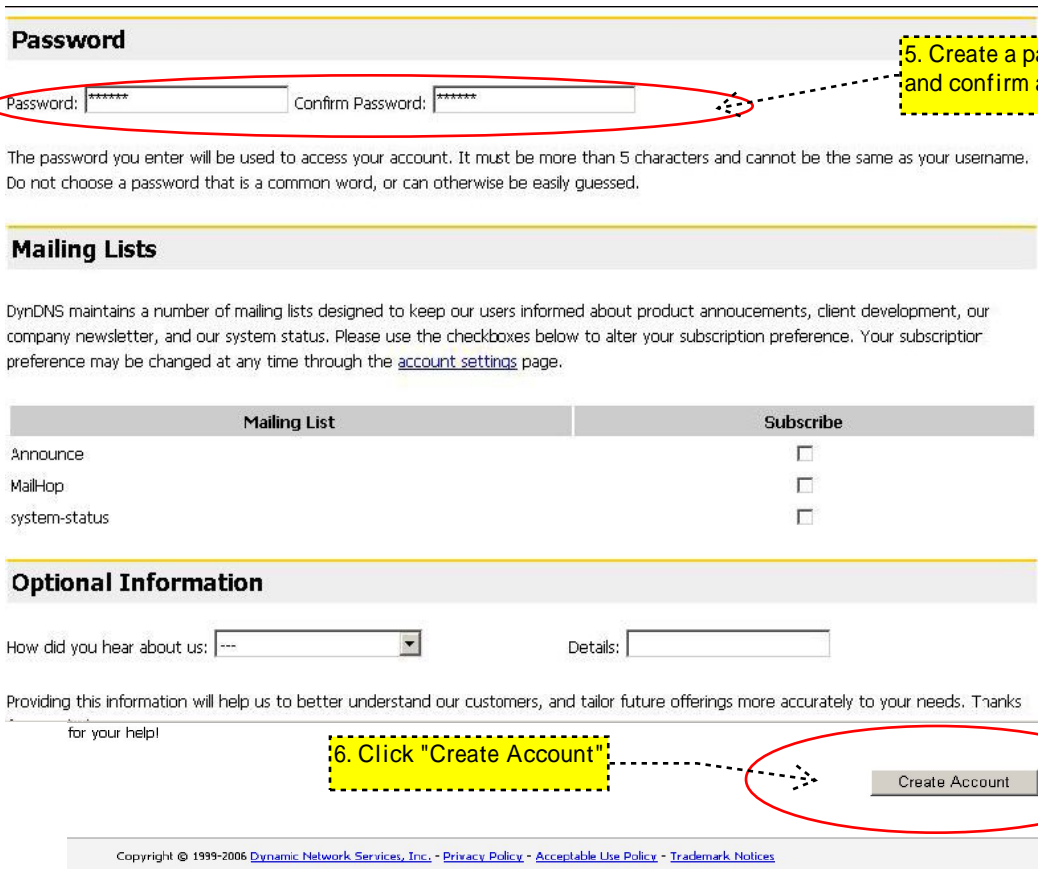 Password
5. Create a pa
and confirm a
Password: ****** Confirm Password: ******
The password you enter will be used to access your account. It must be more than 5 characters and cannot be the same as your username.
Do not choose a password that is a common word, or can otherwise be easily guessed.
Mailing Lists
DynDNS maintains a number of mailing lists designed to keep our users informed about product annoucements, client development, our
company newsletter, and our system status. Please use the checkboxes below to alter your subscription preference. Your subscription
preference may be changed at any time through the account settings page.
Mailing List Subscribe
Announce
MailHop
system-status
Optional Information
How did you hear about us: --- Details:
Providing this information will help us to better understand our customers, and tailor future offerings more accurately to your needs. Thanks
for your help!
6. Click "Create Account"
Create Account
Copyright © 1999-2006 Dynamic Network Services, Inc. - Privacy Policy - Acceptable Use Policy - Trademark Notices